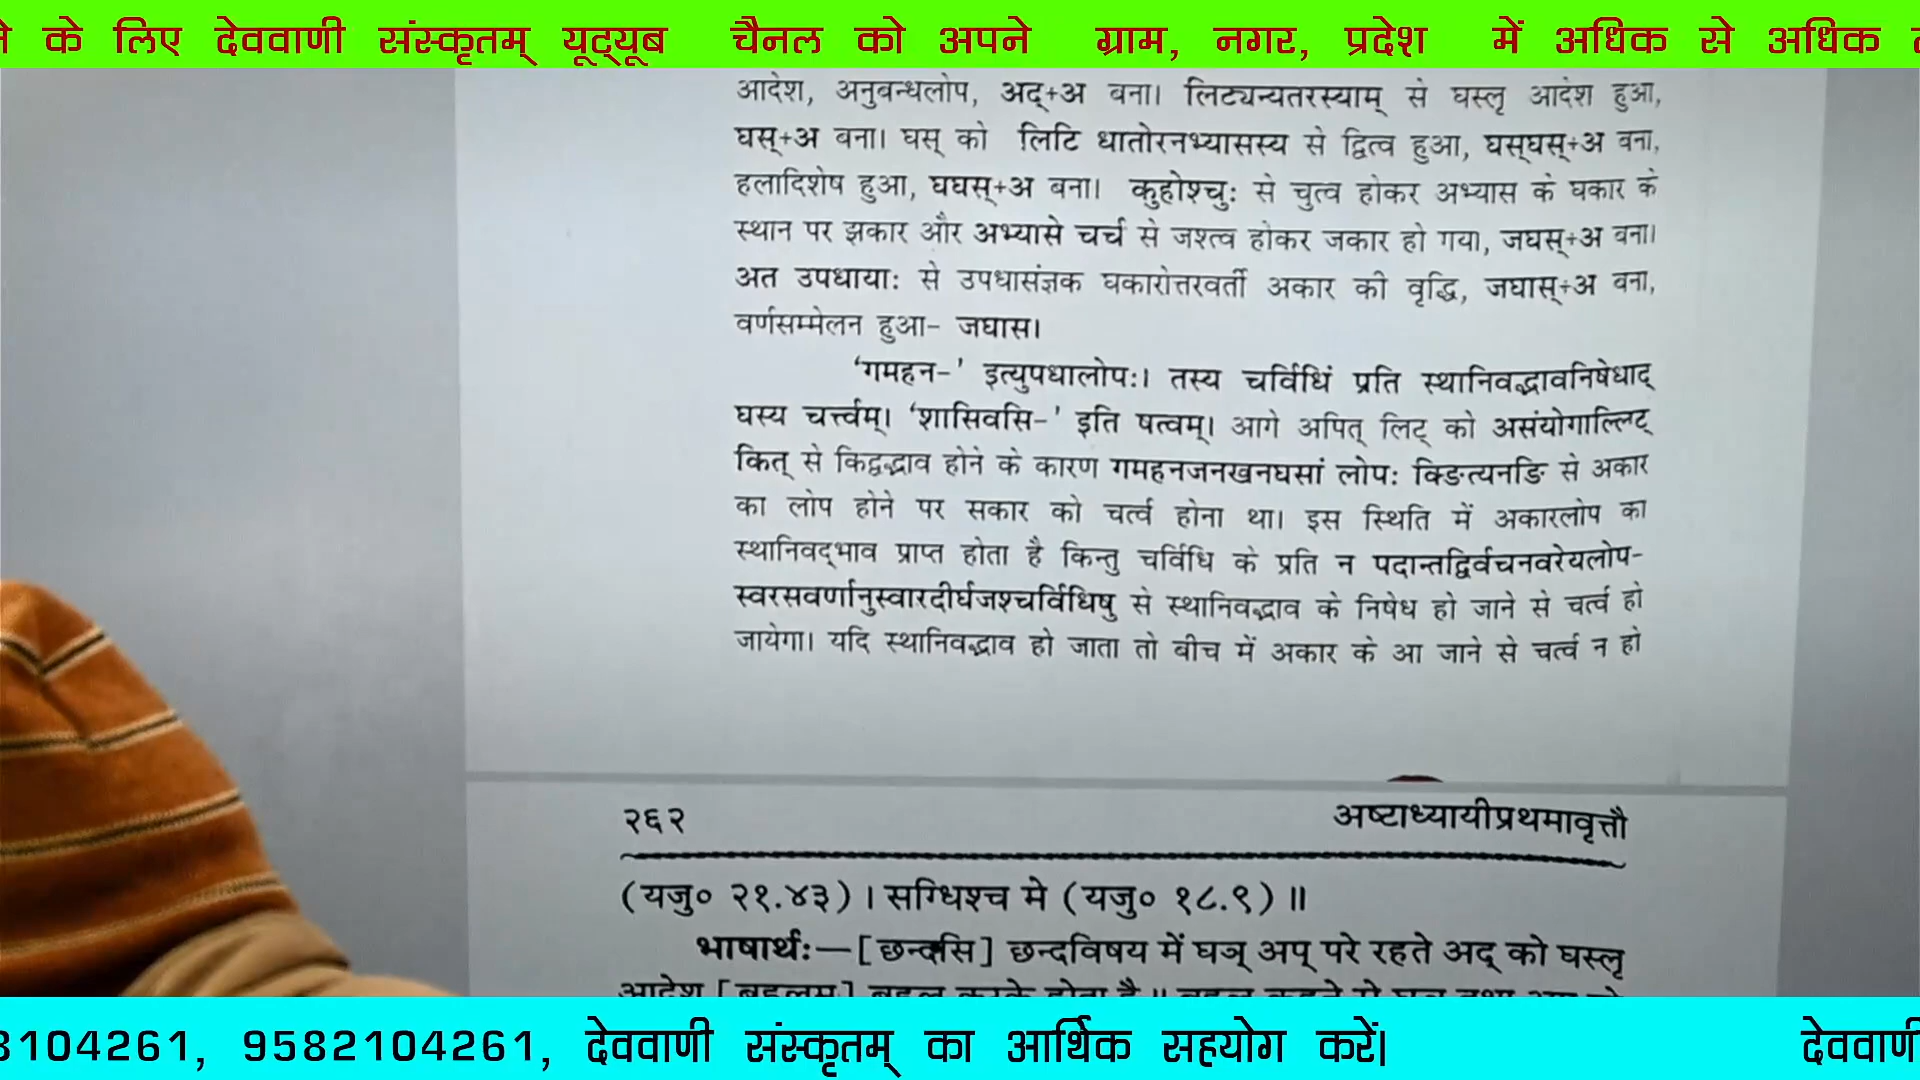 के लिए देववाणी संस्कृतम् यूट्यूब चैनल को अपने ग्राम, नगर, प्रदेश में अधिक से अधिक
आदेश, अनुबन्धलोप, अद्+अ बना। लिट्यन्यतरस्याम् से घस्लृ आदेश हुआ,
घस्+अ बना। घस् को लिटि धातोरनभ्यासस्य से द्वित्व हुआ, घस्घस्+अ बना,
हलादिशेष हुआ, घघस्+अ बना। कुहोश्चुः से चुत्व होकर अभ्यास के घकार के
स्थान पर झकार और अभ्यासे चर्च से जश्त्व होकर जकार हो गया, जघस्+अ बना।
अत उपधायाः से उपधासंज्ञक घकारोत्तरवर्ती अकार की वृद्धि, जघास्+अ बना,
वर्णसम्मेलन हुआ- जघास।
'गमहन-' इत्युपधालोपः। तस्य चर्विधिं प्रति स्थानिवद्भावनिषेधाद्
घस्य चर्त्त्वम्। 'शासिवसि-' इति षत्वम्। आगे अपित् लिट् को असंयोगाल्लिट्
कित् से किद्वद्भाव होने के कारण गमहनजनखनघसां लोपः क्ङित्यनङि से अकार
का लोप होने पर सकार को चर्त्व होना था। इस स्थिति में अकारलोप का
स्थानिवद्‌भाव प्राप्त होता है किन्तु चर्विधि के प्रति न पदान्तद्विर्वचनवरेयलोप-
स्वरसवर्णानुस्वारदीर्घजश्चर्विधिषु से स्थानिवद्भाव के निषेध हो जाने से चर्त्व हो
जायेगा। यदि स्थानिवद्भाव हो जाता तो बीच में अकार के आ जाने से चर्त्व न हो
२६२ अष्टाध्यायीप्रथमावृत्तौ
(यजु० २१.४३) । सग्धिश्च मे (यजु० १८.९) ॥
भाषार्थः—[छन्दसि] छन्दविषय में घञ् अप् परे रहते अद् को घस्लृ
आदेश [बहुलम्] बहुल करके होता है ॥
3104261, 9582104261, देववाणी संस्कृतम् का आर्थिक सहयोग करें। देववाणी